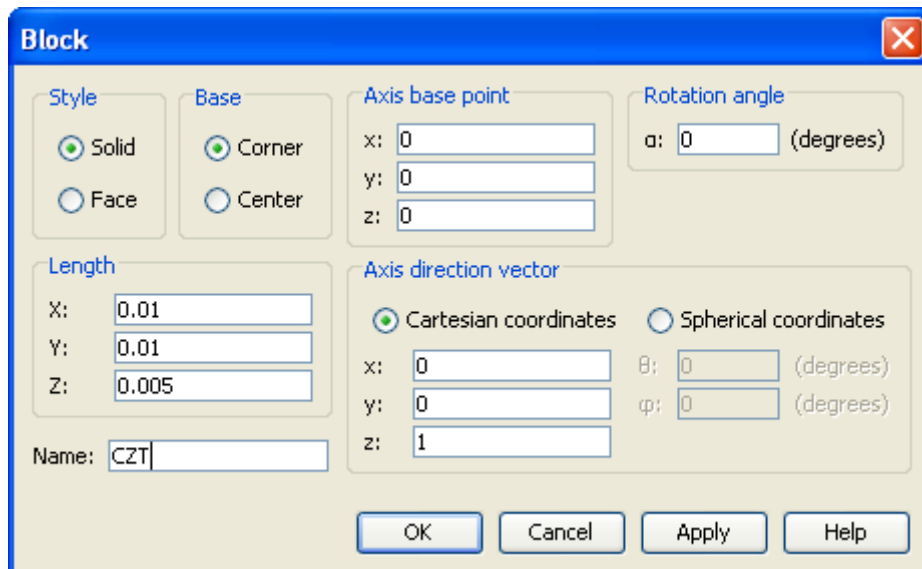 Block
Style
Solid
Face
Base
Corner
Center
Axis base point
x: 0
y: 0
z: 0
Rotation angle
α: 0 (degrees)
Length
X: 0.01
Y: 0.01
Z: 0.005
Axis direction vector
Cartesian coordinates
Spherical coordinates
x: 0
y: 0
z: 1
θ: 0 (degrees)
φ: 0 (degrees)
Name: CZT
OK Cancel Apply Help